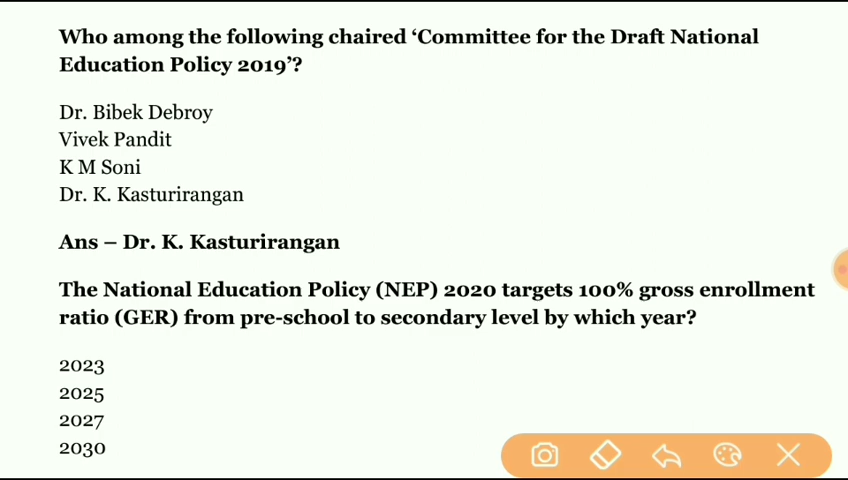 Who among the following chaired ‘Committee for the Draft National
Education Policy 2019’?
Dr. Bibek Debroy
Vivek Pandit
K M Soni
Dr. K. Kasturirangan
Ans – Dr. K. Kasturirangan
The National Education Policy (NEP) 2020 targets 100% gross enrollment
ratio (GER) from pre-school to secondary level by which year?
2023
2025
2027
2030